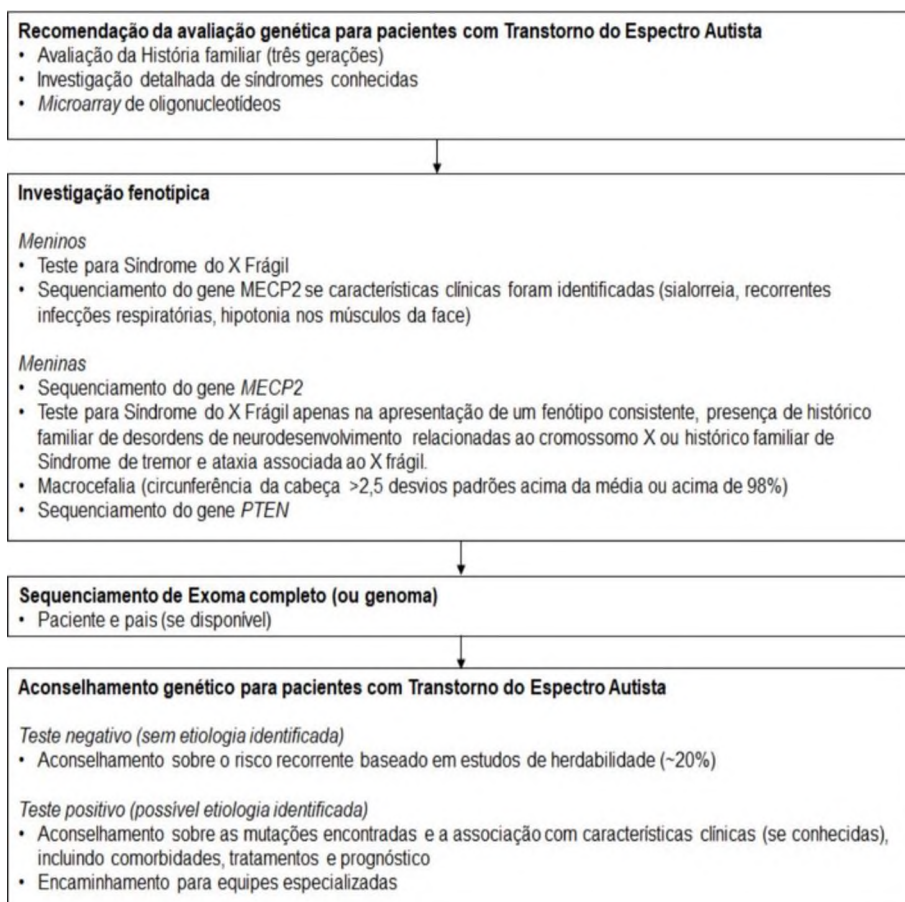 Recomendação da avaliação genética para pacientes com Transtorno do Espectro Autista
• Avaliação da História familiar (três gerações)
• Investigação detalhada de síndromes conhecidas
• Microarray de oligonucleotídeos
Investigação fenotípica
Meninos
• Teste para Síndrome do X Frágil
• Sequenciamento do gene MECP2 se características clínicas foram identificadas (sialorreia, recorrentes
infecções respiratórias, hipotonia nos músculos da face)
Meninas
• Sequenciamento do gene MECP2
• Teste para Síndrome do X Frágil apenas na apresentação de um fenótipo consistente, presença de histórico
familiar de desordens de neurodesenvolvimento relacionadas ao cromossomo X ou histórico familiar de
Síndrome de tremor e ataxia associada ao X frágil.
• Macrocefalia (circunferência da cabeça >2,5 desvios padrões acima da média ou acima de 98%)
• Sequenciamento do gene PTEN
Sequenciamento de Exoma completo (ou genoma)
• Paciente e pais (se disponível)
Aconselhamento genético para pacientes com Transtorno do Espectro Autista
Teste negativo (sem etiologia identificada)
• Aconselhamento sobre o risco recorrente baseado em estudos de herdabilidade (~20%)
Teste positivo (possível etiologia identificada)
• Aconselhamento sobre as mutações encontradas e a associação com características clínicas (se conhecidas),
incluindo comorbidades, tratamentos e prognóstico
• Encaminhamento para equipes especializadas